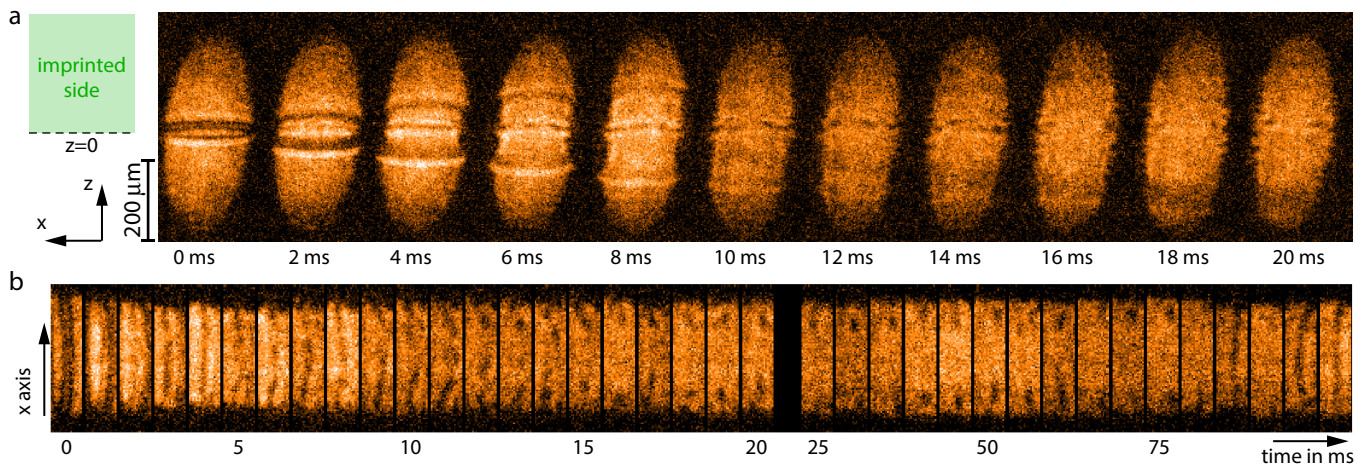 a
imprinted
side
z=0
z
x
200 μm
0 ms 2 ms 4 ms 6 ms 8 ms 10 ms 12 ms 14 ms 16 ms 18 ms 20 ms
b
x axis
0 5 10 15 20 25 50 75 time in ms